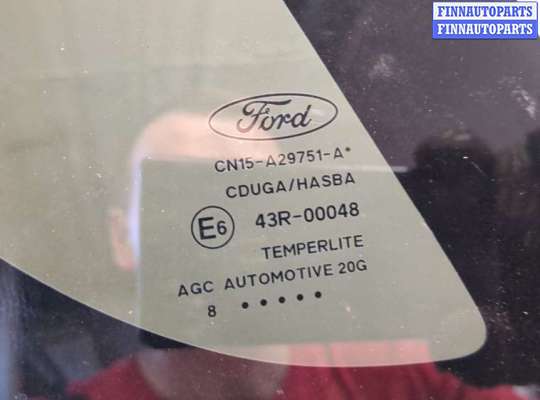 FINNAUTOPARTS
FINNAUTOPARTS
Ford
CN15-A29751-A*
CDUGA/HASBA
E6 43R-00048
TEMPERLITE
AGC AUTOMOTIVE 20G
8 •••••